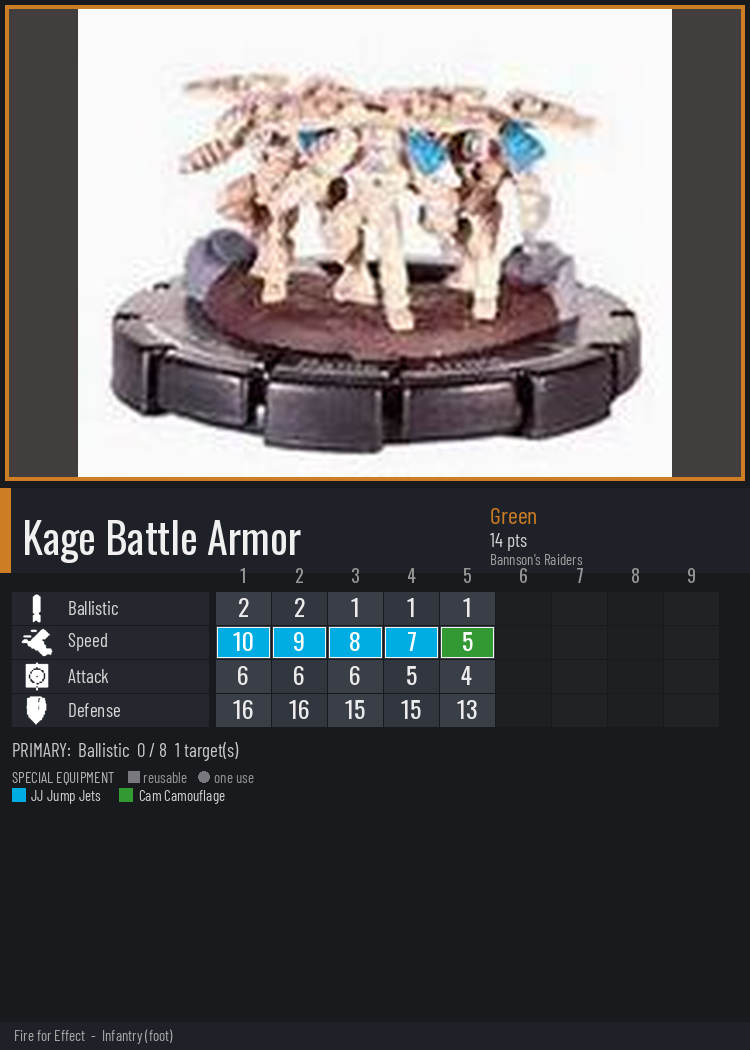 Kage Battle Armor
Green
14 pts
Bannson's Raiders
1 2 3 4 5 6 7 8 9
Ballistic 2 2 1 1 1
Speed 10 9 8 7 5
Attack 6 6 6 5 4
Defense 16 16 15 15 13
PRIMARY: Ballistic 0 / 8 1 target(s)
SPECIAL EQUIPMENT reusable one use
JJ Jump Jets Cam Camouflage
Fire for Effect - Infantry (foot)